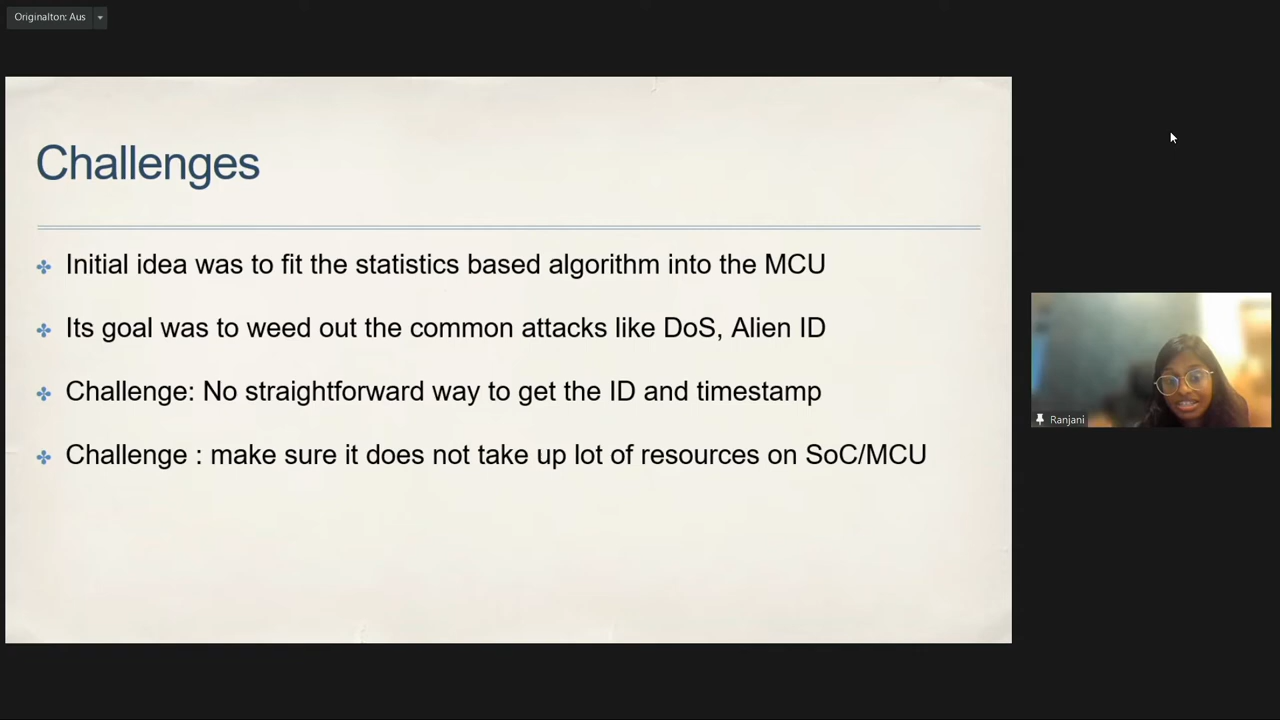 Originalton: Aus
Challenges
Initial idea was to fit the statistics based algorithm into the MCU
Its goal was to weed out the common attacks like DoS, Alien ID
Challenge: No straightforward way to get the ID and timestamp
Challenge : make sure it does not take up lot of resources on SoC/MCU
Ranjani